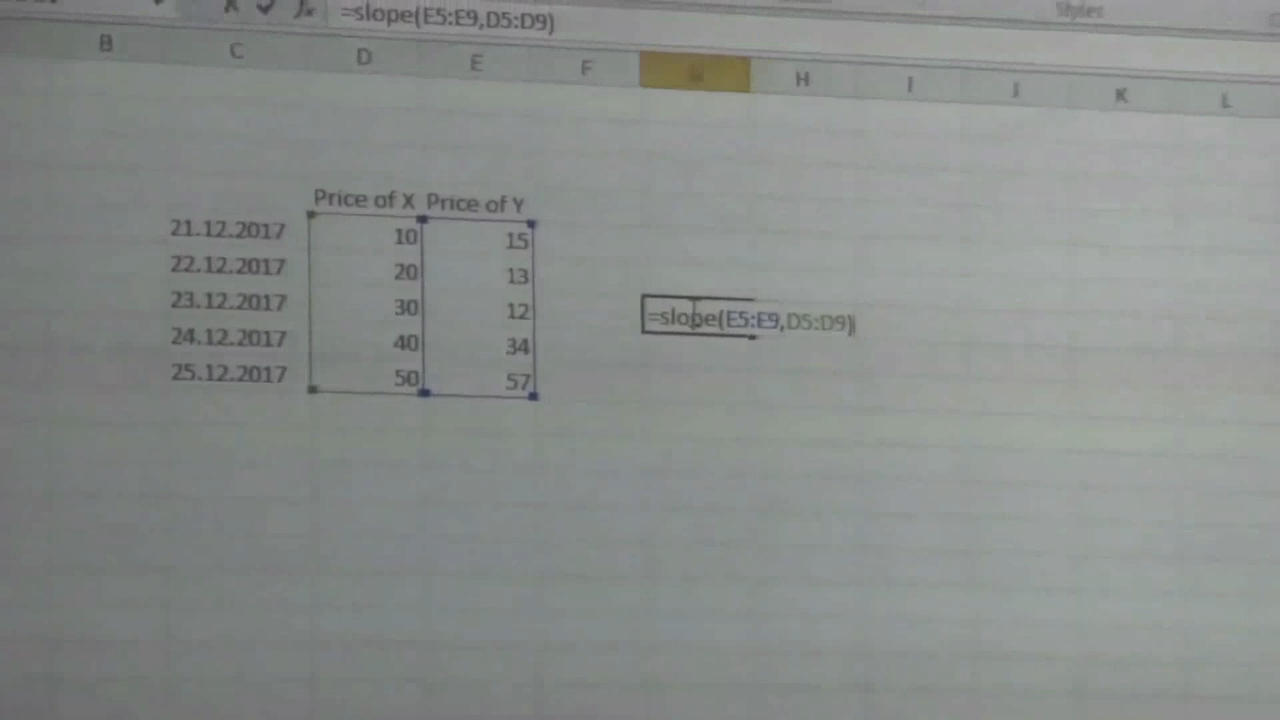 =slope(E5:E9,D5:D9)
Styles
B C D E F H I J K L
Price of X Price of Y
21.12.2017 10 15
22.12.2017 20 13
23.12.2017 30 12
=slope(E5:E9,D5:D9)
24.12.2017 40 34
25.12.2017 50 57